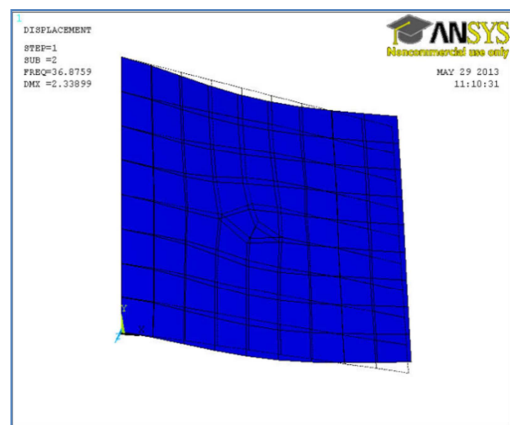 1
DISPLACEMENT
STEP=1
SUB =2
FREQ=36.8759
DMX =2.33899
ANSYS
Noncommercial use only
MAY 29 2013
11:10:31
Y